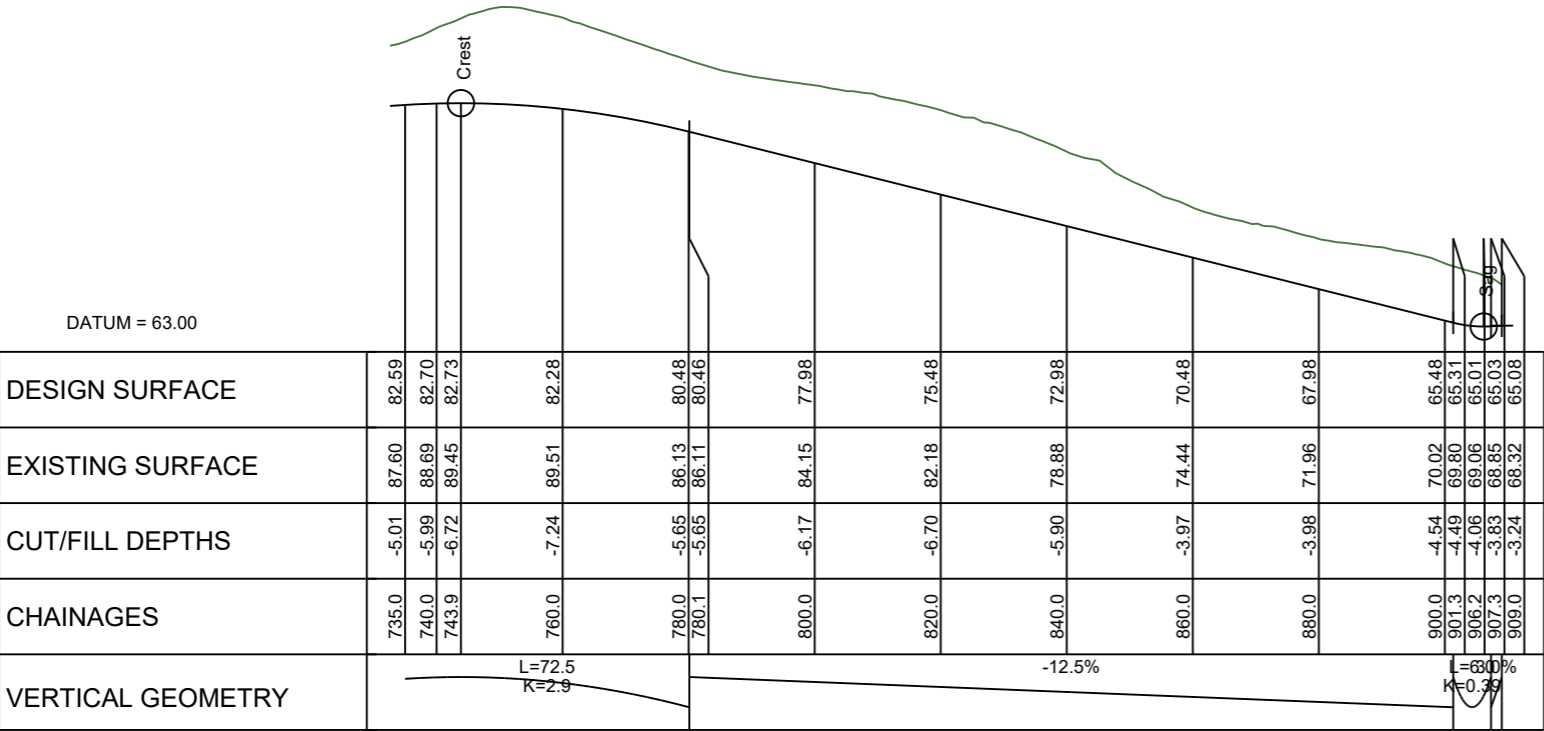 Crest
Sag
DATUM = 63.00
DESIGN SURFACE 82.59 82.70 82.73 82.28 80.48 80.46 77.98 75.48 72.98 70.48 67.98 65.48 65.31 65.01 65.03 65.08
EXISTING SURFACE 87.60 88.69 89.45 89.51 86.13 86.11 84.15 82.18 78.88 74.44 71.96 70.02 69.80 69.06 68.85 68.32
CUT/FILL DEPTHS -5.01 -5.99 -6.72 -7.24 -5.65 -5.65 -6.17 -6.70 -5.90 -3.97 -3.98 -4.54 -4.49 -4.06 -3.83 -3.24
CHAINAGES 735.0 740.0 743.9 760.0 780.0 780.1 800.0 820.0 840.0 860.0 880.0 900.0 901.3 906.2 907.3 909.0
VERTICAL GEOMETRY
L=72.5
K=2.9
-12.5%
K=0.39